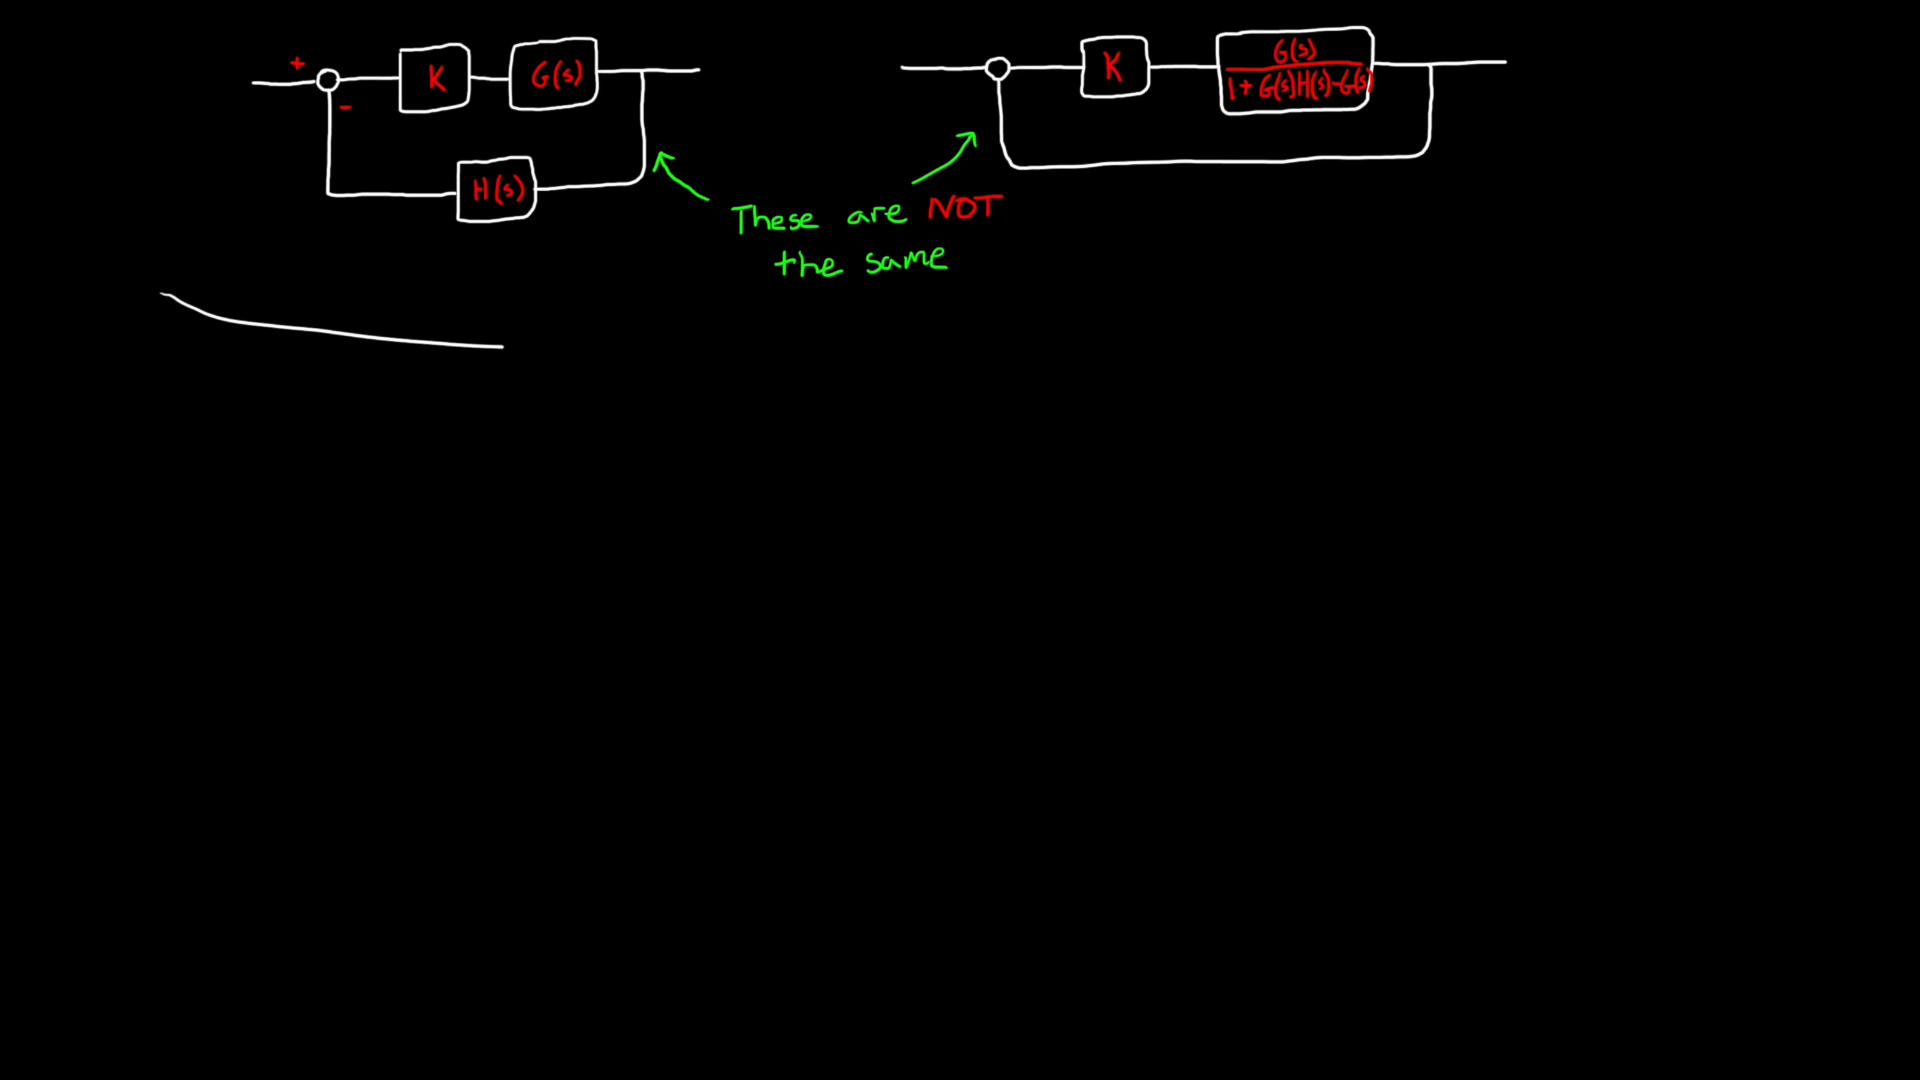 +
-
K
G(s)
H(s)
K
G(s)
1 + G(s)H(s)-G(s)
These are NOT
the same